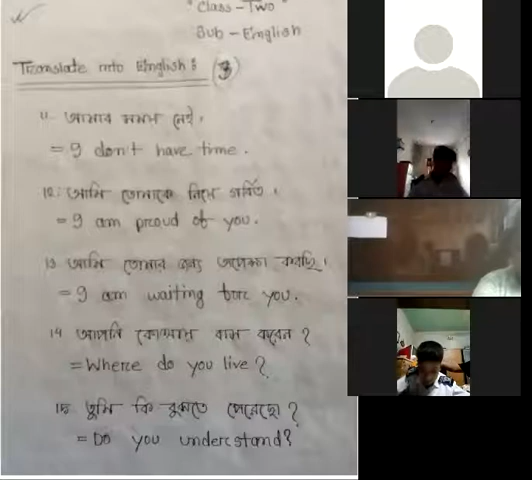 "Class-Two"
Sub-English
Translate into English: (3)
11. আমার সময় নেই।
= I don't have time.
12. আমি তোমাকে নিয়ে গর্বিত।
= I am proud of you.
13 আমি তোমার জন্য অপেক্ষা করছি।
= I am waiting for you.
14 আপনি কোথায় বাস করেন?
= Where do you live?
15 তুমি কি বুঝতে পেরেছো?
= Do you understand?